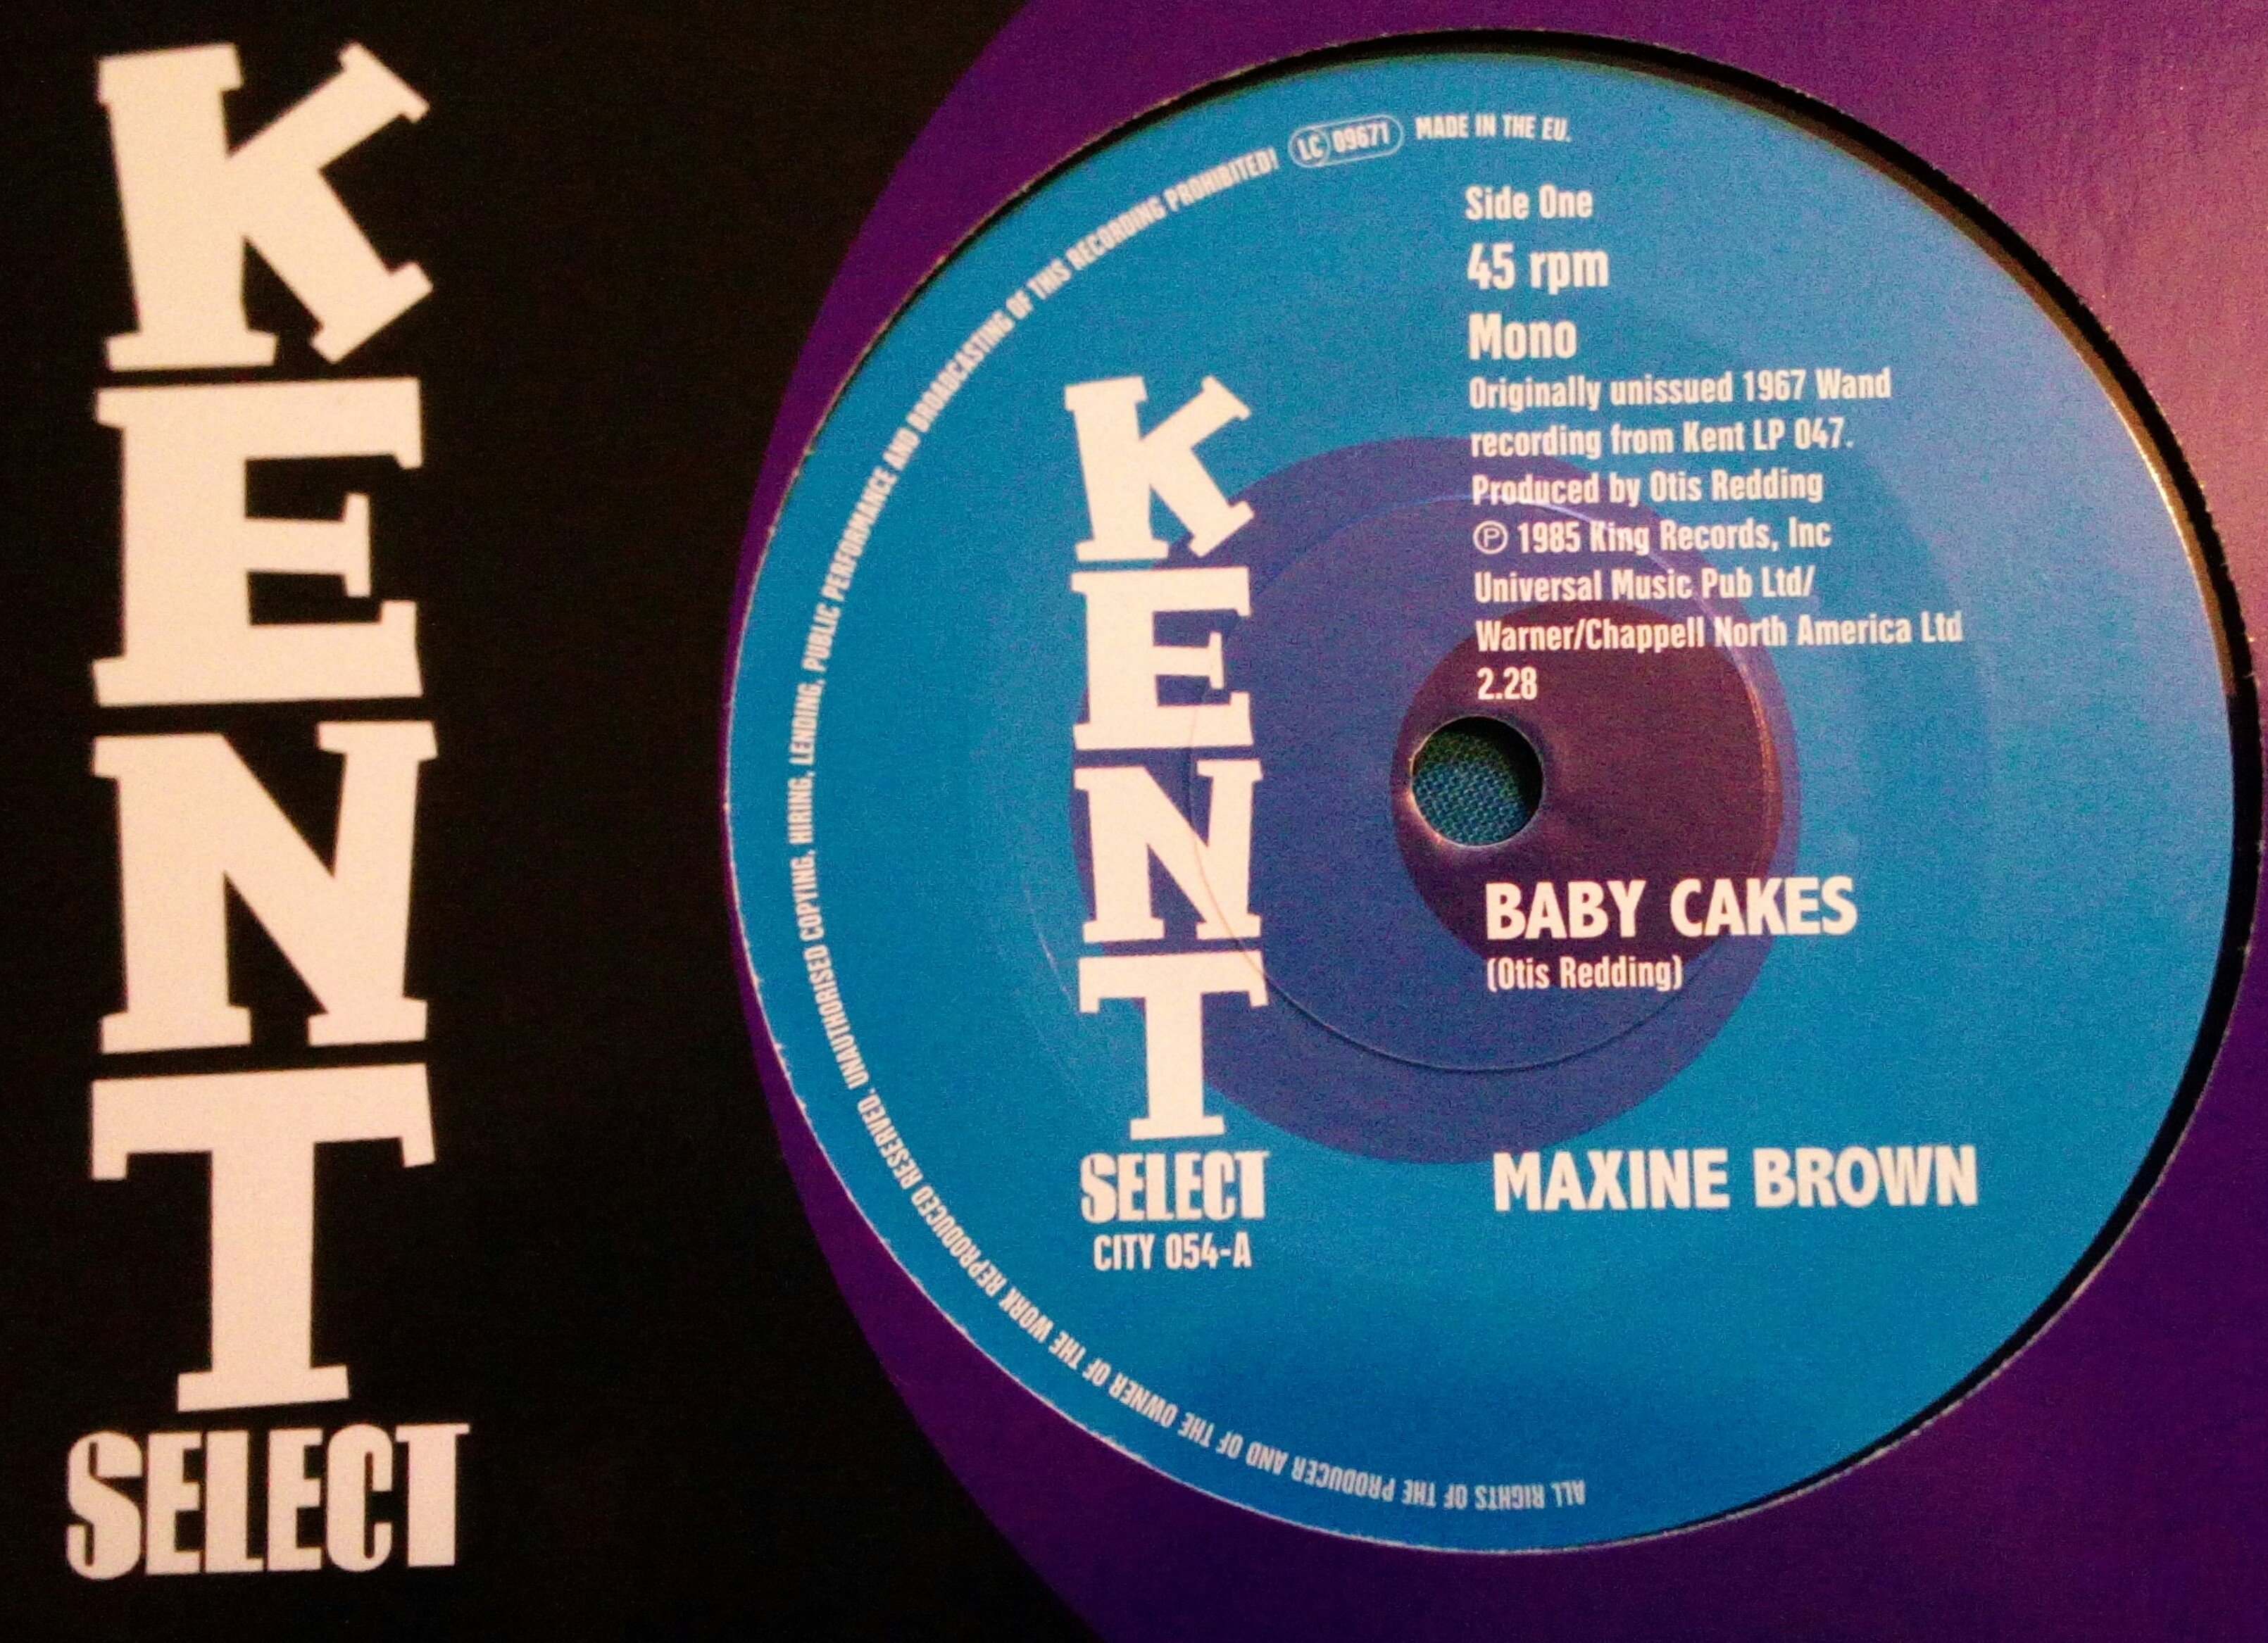 KENT
SELECT
ALL RIGHTS OF THE PRODUCER AND OF THE OWNER OF THE WORK REPRODUCED RESERVED. UNAUTHORISED COPYING, HIRING, LENDING, PUBLIC PERFORMANCE AND BROADCASTING OF THIS RECORDING PROHIBITED! LC 09671 MADE IN THE EU.
Side One
45 rpm
Mono
Originally unissued 1967 Wand
recording from Kent LP 047.
Produced by Otis Redding
℗ 1985 King Records, Inc
Universal Music Pub Ltd/
Warner/Chappell North America Ltd
2.28
KENT
SELECT
CITY 054-A
BABY CAKES
(Otis Redding)
MAXINE BROWN